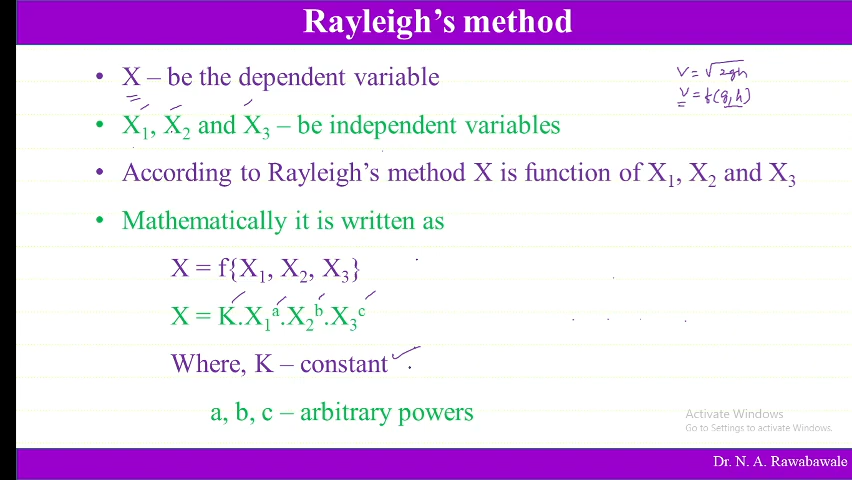 Rayleigh's method
• X – be the dependent variable
V = √2gh
V = f(g, h)
• X₁, X₂ and X₃ – be independent variables
• According to Rayleigh's method X is function of X₁, X₂ and X₃
• Mathematically it is written as
X = f{X₁, X₂, X₃}
X = K.X₁ᵃ.X₂ᵇ.X₃ᶜ
Where, K – constant
a, b, c – arbitrary powers
Activate Windows
Go to Settings to activate Windows.
Dr. N. A. Rawabawale